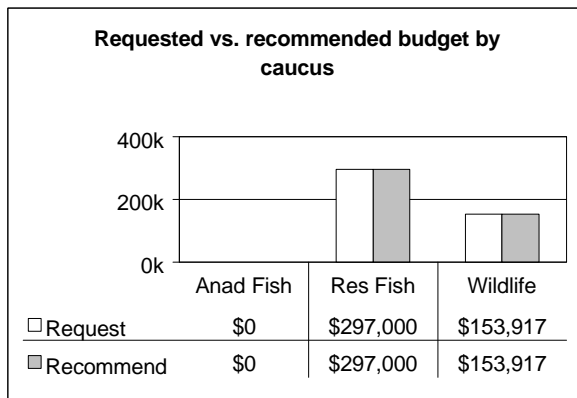 Requested vs. recommended budget by
caucus
400k
200k
0k
Anad Fish Res Fish Wildlife
Request $0 $297,000 $153,917
Recommend $0 $297,000 $153,917